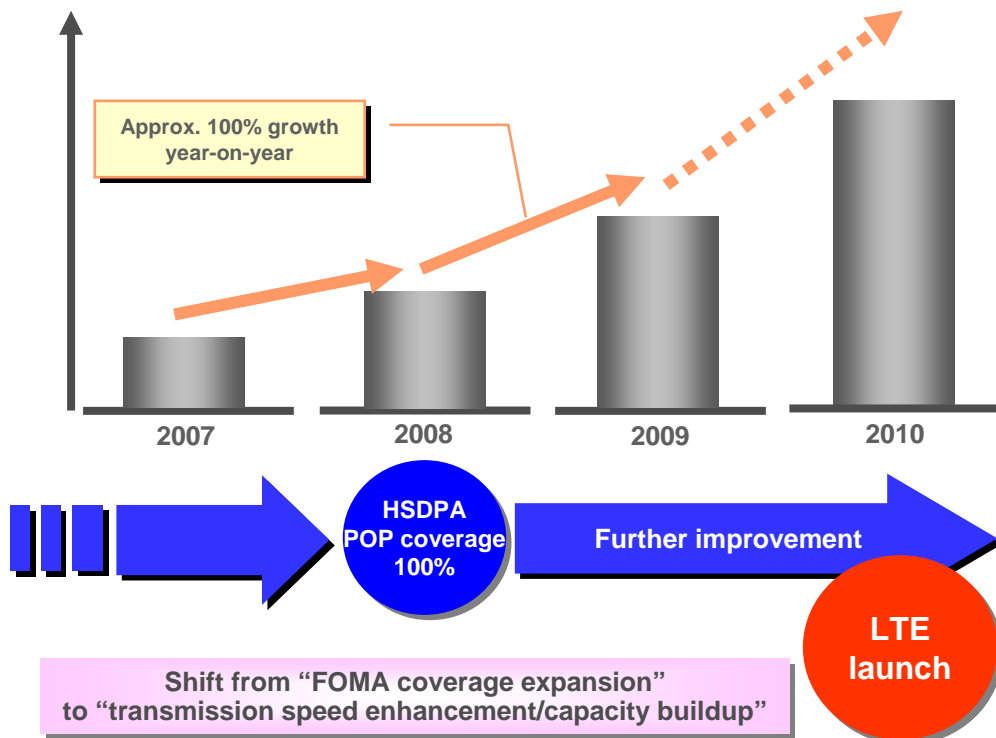 Approx. 100% growth
year-on-year
2007
2008
2009
2010
HSDPA
POP coverage
100%
Further improvement
LTE
launch
Shift from “FOMA coverage expansion”
to “transmission speed enhancement/capacity buildup”